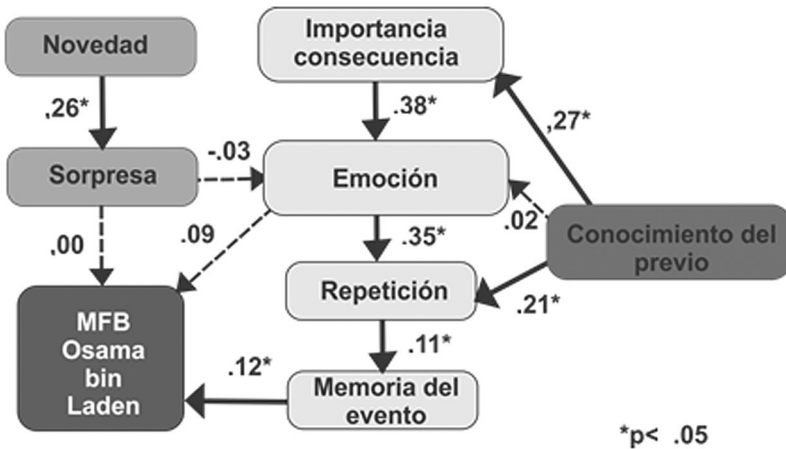 Novedad
Importancia
consecuencia
,26*
.38*
,27*
Sorpresa
-.03
Emoción
.02
,00
.09
.35*
Conocimiento del
previo
Repetición
.21*
MFB
Osama
bin
Laden
.11*
.12*
Memoria del
evento
*p< .05